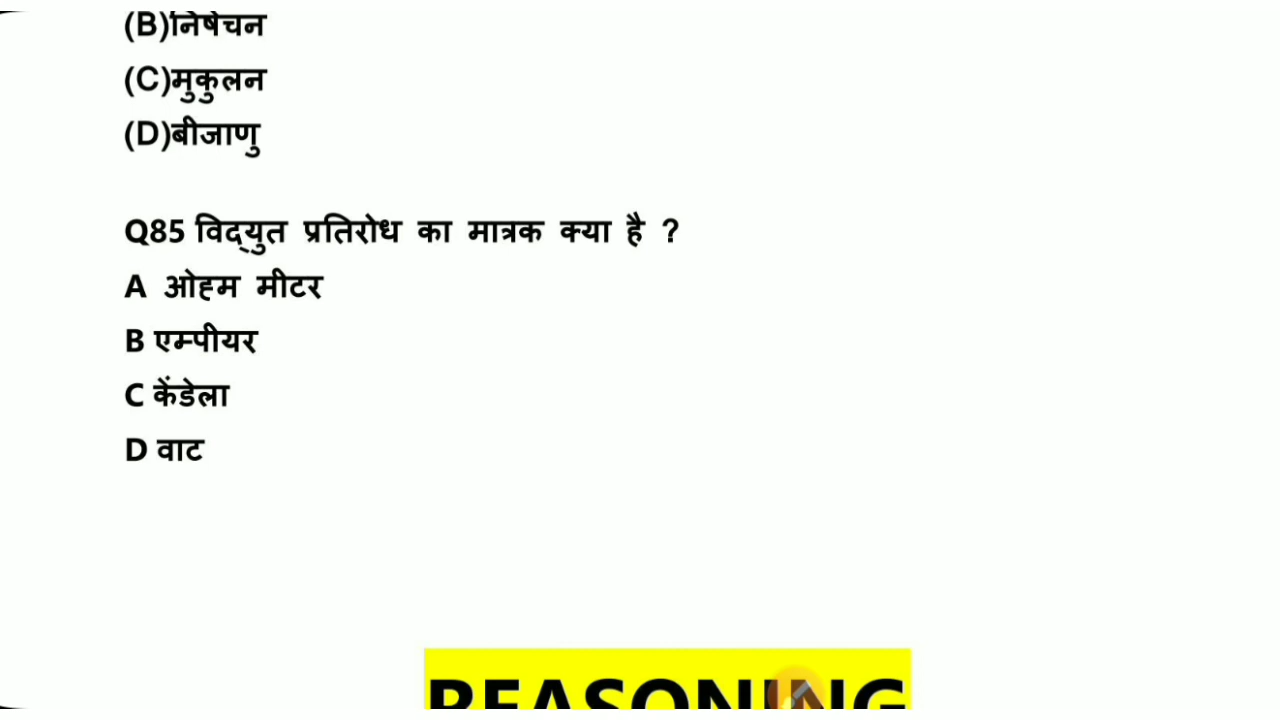 (B)निषेचन
(C)मुकुलन
(D)बीजाणु
Q85 विद्युत प्रतिरोध का मात्रक क्या है ?
A ओह्म मीटर
B एम्पीयर
C केंडेला
D वाट
REASONING